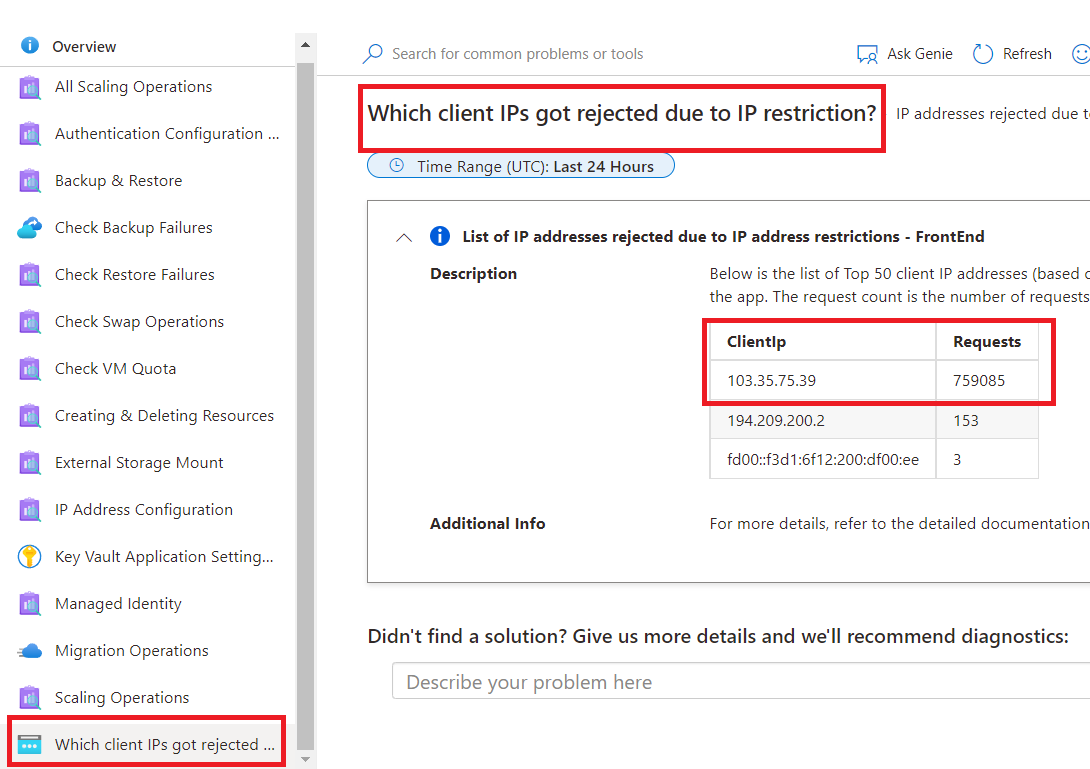 Overview
All Scaling Operations
Authentication Configuration ...
Backup & Restore
Check Backup Failures
Check Restore Failures
Check Swap Operations
Check VM Quota
Creating & Deleting Resources
External Storage Mount
IP Address Configuration
Key Vault Application Setting...
Managed Identity
Migration Operations
Scaling Operations
Which client IPs got rejected ...
Search for common problems or tools
Ask Genie
Refresh
Which client IPs got rejected due to IP restriction?
IP addresses rejected due
Time Range (UTC): Last 24 Hours
List of IP addresses rejected due to IP address restrictions - FrontEnd
Description
Below is the list of Top 50 client IP addresses (based
the app. The request count is the number of requests
ClientIp Requests
103.35.75.39 759085
194.209.200.2 153
fd00::f3d1:6f12:200:df00:ee 3
Additional Info
For more details, refer to the detailed documentation
Didn't find a solution? Give us more details and we'll recommend diagnostics:
Describe your problem here